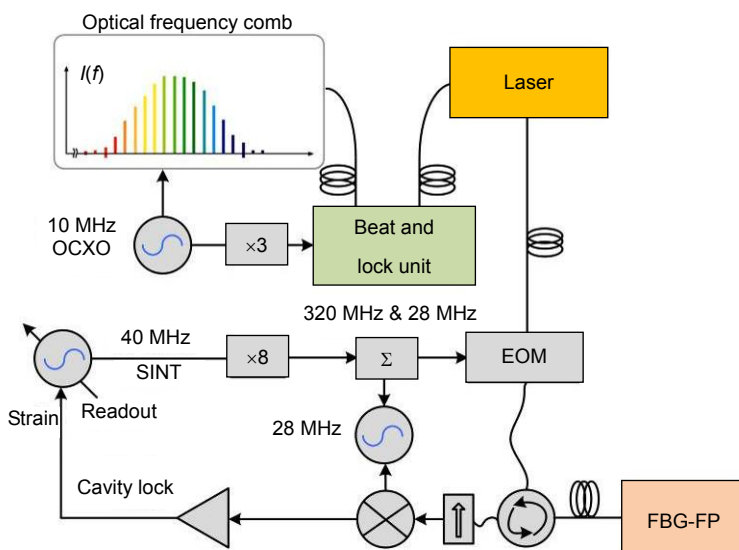 Optical frequency comb
I(f)
Laser
10 MHz
OCXO
×3
Beat and
lock unit
320 MHz & 28 MHz
40 MHz
SINT
×8
Σ
EOM
Strain
Readout
28 MHz
Cavity lock
FBG-FP